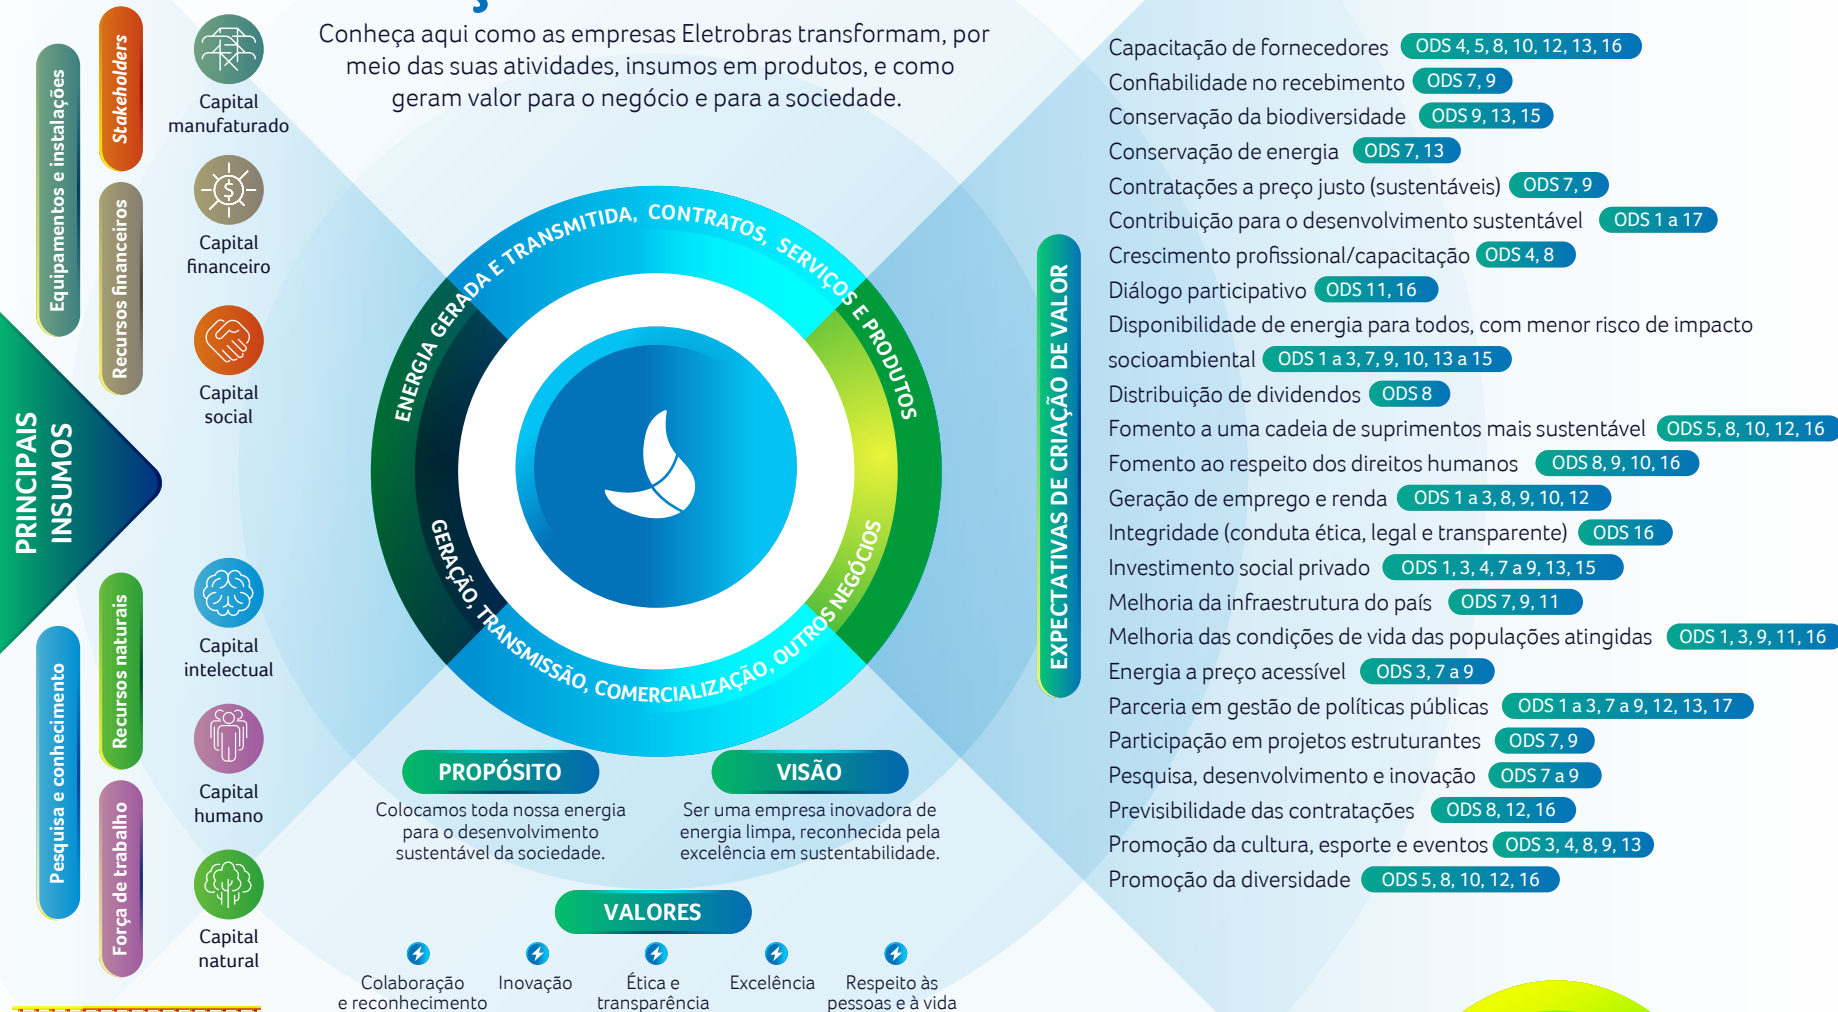 Conheça aqui como as empresas Eletrobras transformam, por
meio das suas atividades, insumos em produtos, e como
geram valor para o negócio e para a sociedade.
PRINCIPAIS
INSUMOS
Equipamentos e instalações
Stakeholders
Recursos financeiros
Pesquisa e conhecimento
Recursos naturais
Força de trabalho
Capital
manufaturado
Capital
financeiro
Capital
social
Capital
intelectual
Capital
humano
Capital
natural
ENERGIA GERADA E TRANSMITIDA, CONTRATOS, SERVIÇOS E PRODUTOS
GERAÇÃO, TRANSMISSÃO, COMERCIALIZAÇÃO, OUTROS NEGÓCIOS
PROPÓSITO
Colocamos toda nossa energia
para o desenvolvimento
sustentável da sociedade.
VISÃO
Ser uma empresa inovadora de
energia limpa, reconhecida pela
excelência em sustentabilidade.
VALORES
Colaboração
e reconhecimento
Inovação
Ética e
transparência
Excelência
Respeito às
pessoas e à vida
EXPECTATIVAS DE CRIAÇÃO DE VALOR
Capacitação de fornecedores ODS 4, 5, 8, 10, 12, 13, 16
Confiabilidade no recebimento ODS 7, 9
Conservação da biodiversidade ODS 9, 13, 15
Conservação de energia ODS 7, 13
Contratações a preço justo (sustentáveis) ODS 7, 9
Contribuição para o desenvolvimento sustentável ODS 1 a 17
Crescimento profissional/capacitação ODS 4, 8
Diálogo participativo ODS 11, 16
Disponibilidade de energia para todos, com menor risco de impacto
socioambiental ODS 1 a 3, 7, 9, 10, 13 a 15
Distribuição de dividendos ODS 8
Fomento a uma cadeia de suprimentos mais sustentável ODS 5, 8, 10, 12, 16
Fomento ao respeito dos direitos humanos ODS 8, 9, 10, 16
Geração de emprego e renda ODS 1 a 3, 8, 9, 10, 12
Integridade (conduta ética, legal e transparente) ODS 16
Investimento social privado ODS 1, 3, 4, 7 a 9, 13, 15
Melhoria da infraestrutura do país ODS 7, 9, 11
Melhoria das condições de vida das populações atingidas ODS 1, 3, 9, 11, 16
Energia a preço acessível ODS 3, 7 a 9
Parceria em gestão de políticas públicas ODS 1 a 3, 7 a 9, 12, 13, 17
Participação em projetos estruturantes ODS 7, 9
Pesquisa, desenvolvimento e inovação ODS 7 a 9
Previsibilidade das contratações ODS 8, 12, 16
Promoção da cultura, esporte e eventos ODS 3, 4, 8, 9, 13
Promoção da diversidade ODS 5, 8, 10, 12, 16